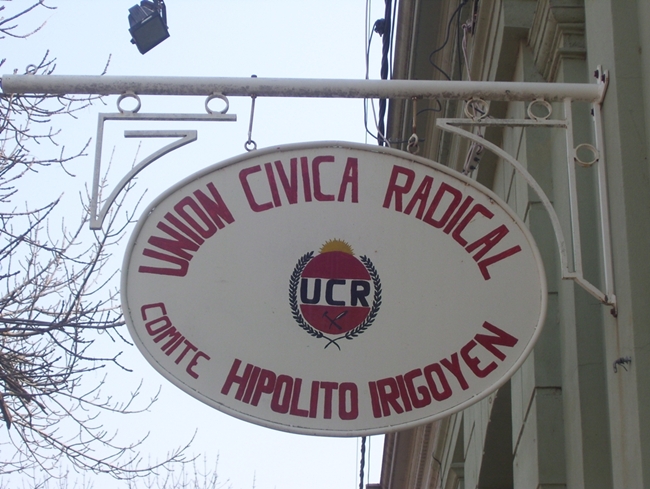 UNION CIVICA RADICAL
UCR
COMITE HIPOLITO IRIGOYEN